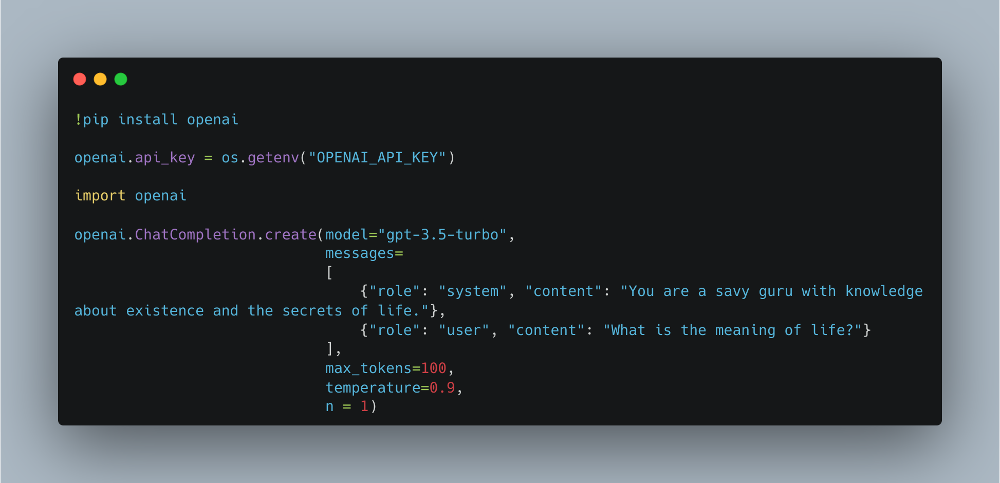 !pip install openai
openai.api_key = os.getenv("OPENAI_API_KEY")
import openai
openai.ChatCompletion.create(model="gpt-3.5-turbo",
messages=
[
{"role": "system", "content": "You are a savy guru with knowledge
about existence and the secrets of life."},
{"role": "user", "content": "What is the meaning of life?"}
],
max_tokens=100,
temperature=0.9,
n = 1)